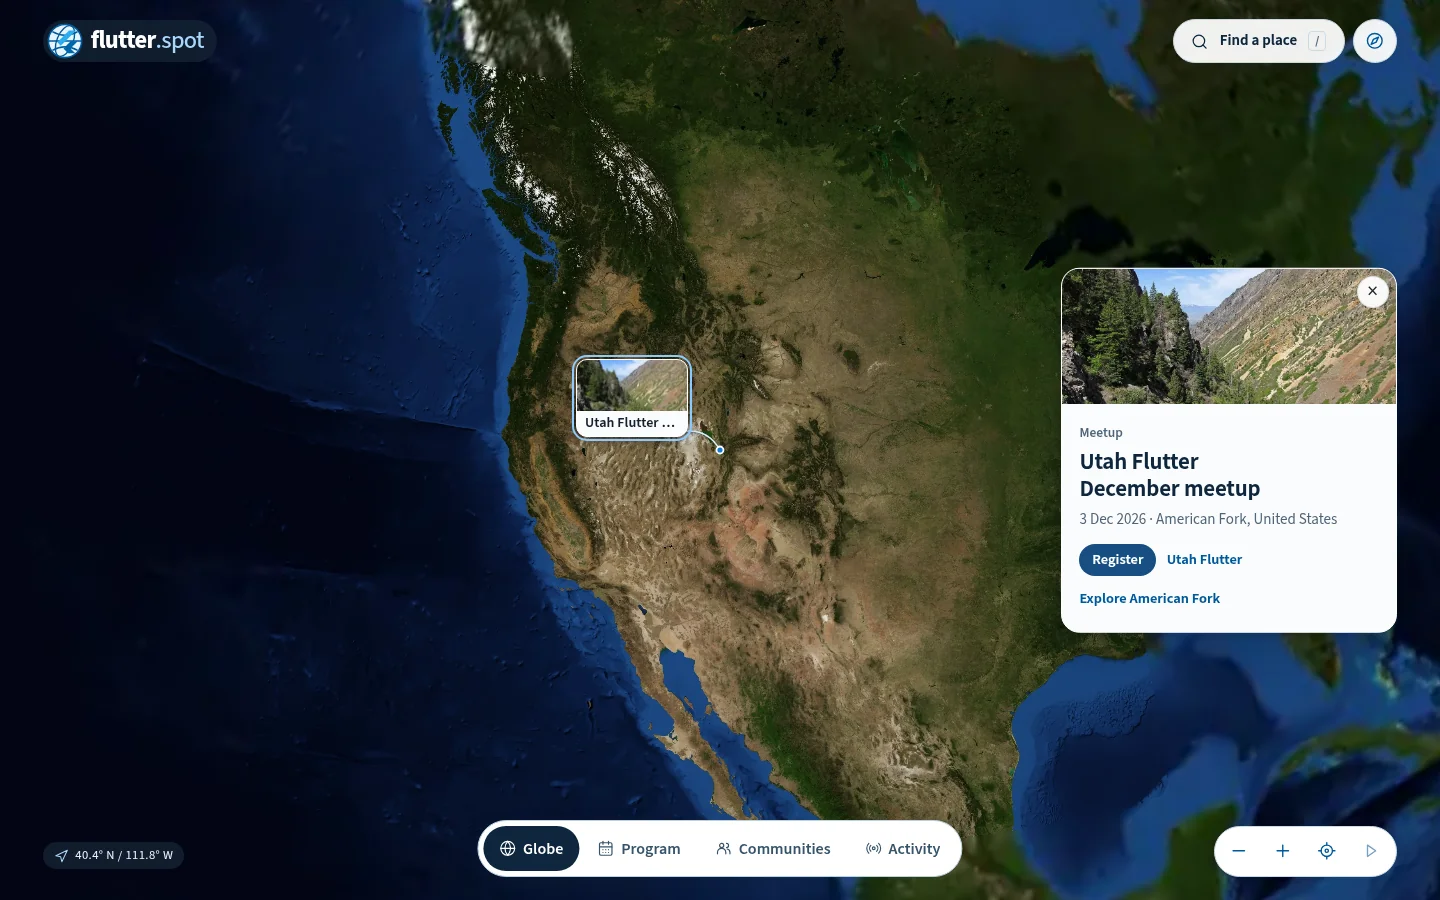 flutter.spot
Find a place /
Utah Flutter ...
Meetup
Utah Flutter
December meetup
3 Dec 2026 · American Fork, United States
Register Utah Flutter
Explore American Fork
40.4° N / 111.8° W
Globe Program Communities Activity